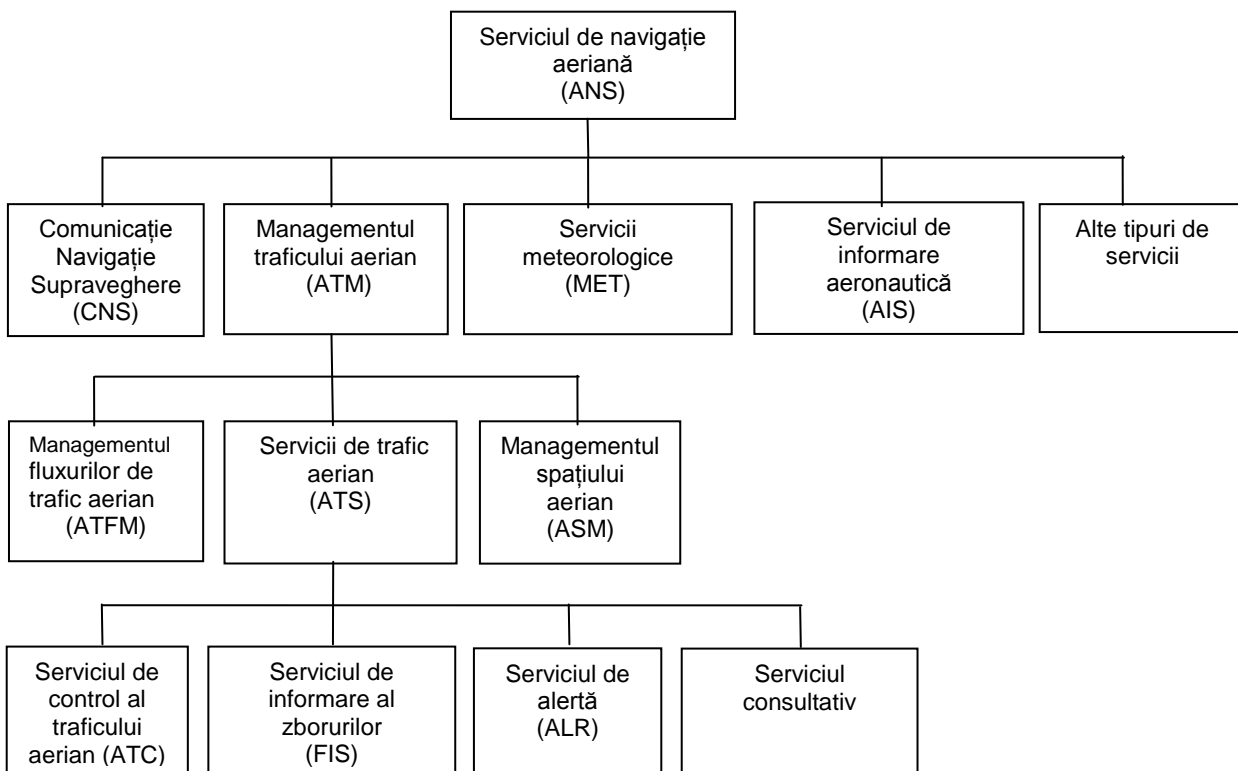 Serviciul de navigație
aeriană
(ANS)
Comunicație
Navigație
Supraveghere
(CNS)
Managementul
traficului aerian
(ATM)
Servicii
meteorologice
(MET)
Serviciul de
informare
aeronautică
(AIS)
Alte tipuri de
servicii
Managementul
fluxurilor de
trafic aerian
(ATFM)
Servicii de trafic
aerian
(ATS)
Managementul
spațiului
aerian
(ASM)
Serviciul de
control al
traficului
aerian (ATC)
Serviciul de
informare al
zborurilor
(FIS)
Serviciul de
alertă
(ALR)
Serviciul
consultativ